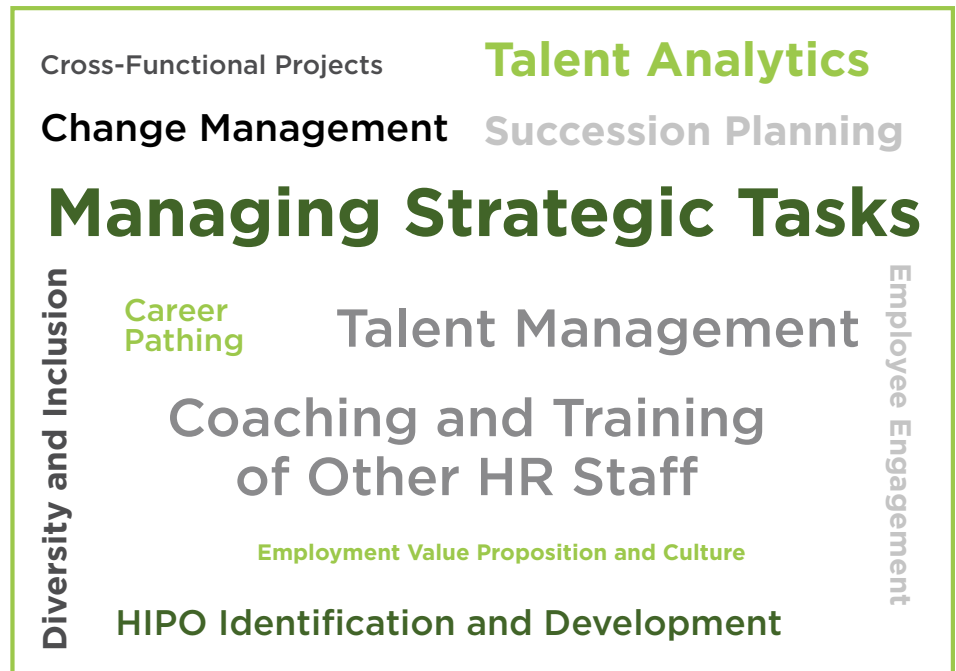 Cross-Functional Projects
Talent Analytics
Change Management
Succession Planning
Managing Strategic Tasks
Diversity and Inclusion
Career
Pathing
Talent Management
Employee Engagement
Coaching and Training
of Other HR Staff
Employment Value Proposition and Culture
HIPO Identification and Development